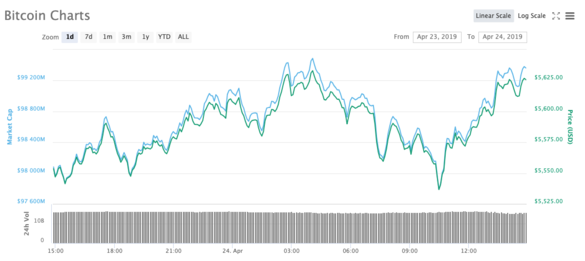 Bitcoin Charts
Linear Scale Log Scale
Zoom 1d 7d 1m 3m 1y YTD ALL
From Apr 23, 2019 To Apr 24, 2019
$99 200M
$98 800M
$98 400M
$98 000M
$97 600M
Market Cap
$5,625.00
$5,600.00
$5,575.00
$5,550.00
$5,525.00
Price (USD)
24h Vol
10B
0
15:00 18:00 21:00 24. Apr 03:00 06:00 09:00 12:00